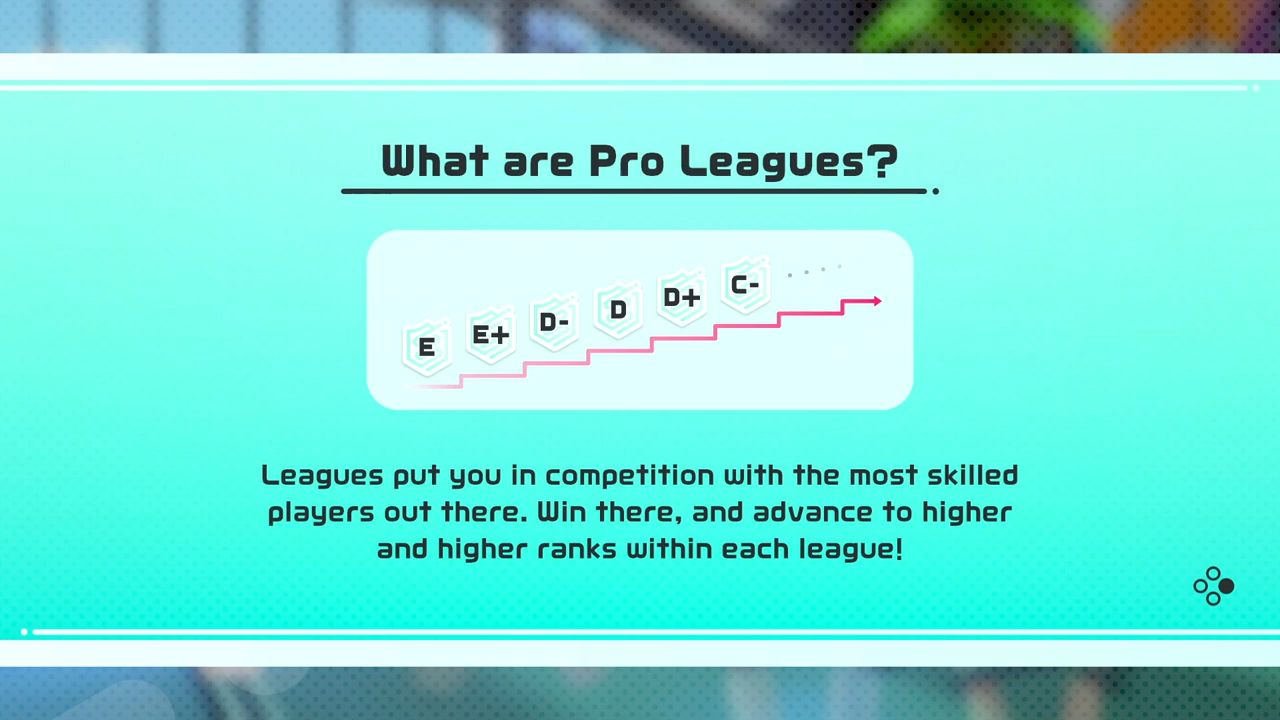 What are Pro Leagues?
E E+ D- D D+ C-
Leagues put you in competition with the most skilled
players out there. Win there, and advance to higher
and higher ranks within each league!